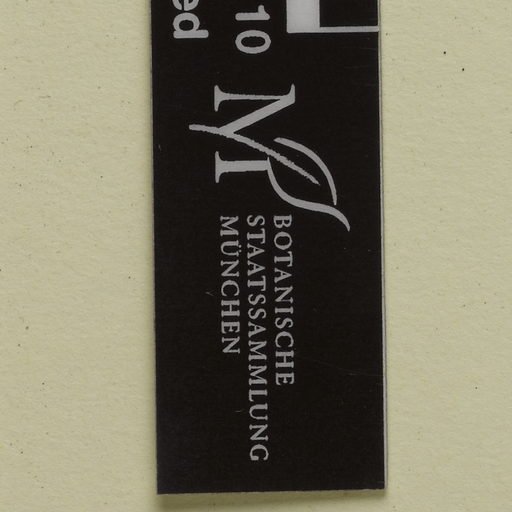 10
ed
M
BOTANISCHE
STAATSSAMMLUNG
MÜNCHEN